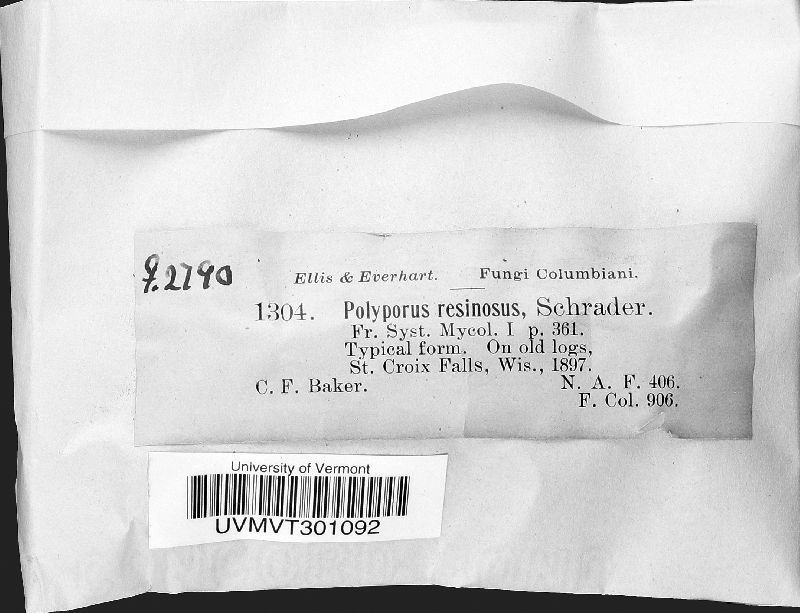 f.2790
Ellis & Everhart. Fungi Columbiani.
1304. Polyporus resinosus, Schrader.
Fr. Syst. Mycol. I p. 361.
Typical form. On old logs,
St. Croix Falls, Wis., 1897.
C. F. Baker. N. A. F. 406.
F. Col. 906.
University of Vermont
UVMVT301092